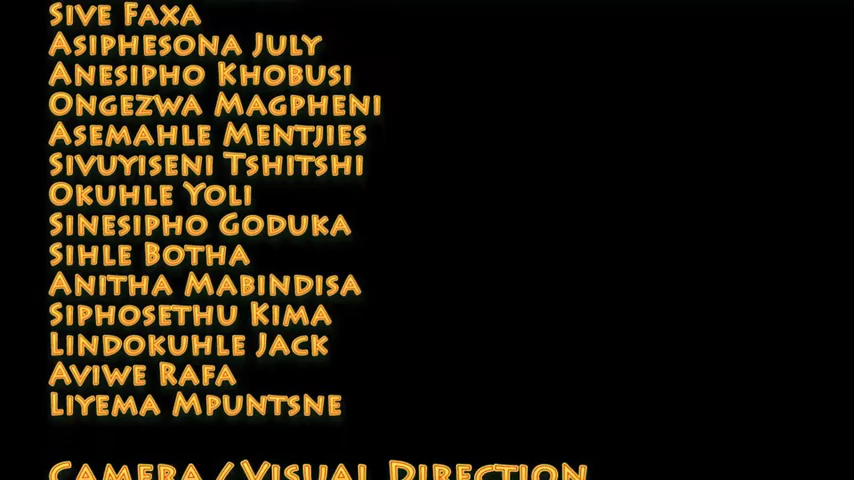 Sive Faxa
Asiphesona July
Anesipho Khobusi
Ongezwa Magpheni
Asemahle Mentjies
Sivuyiseni Tshitshi
Okuhle Yoli
Sinesipho Goduka
Sihle Botha
Anitha Mabindisa
Siphosethu Kima
Lindokuhle Jack
Aviwe Rafa
Liyema Mpuntsne
Camera / Visual Direction